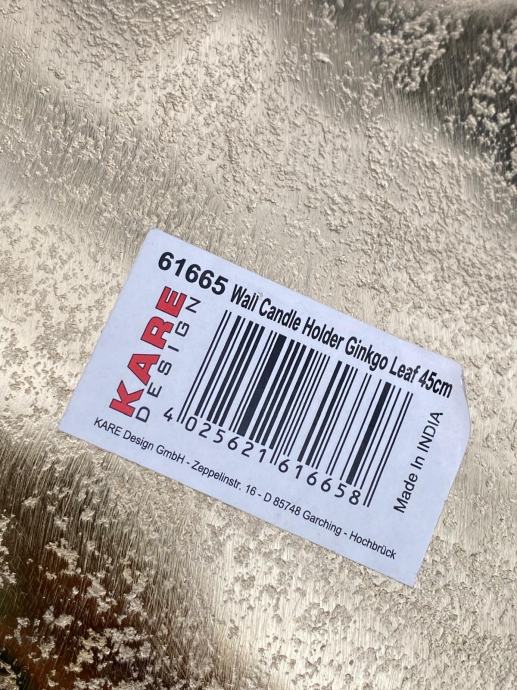 61665 Wall Candle Holder Ginkgo Leaf 45cm
KARE
DESIGN
4 025621 616658
Made In INDIA
KARE Design GmbH - Zeppelinstr. 16 - D 85748 Garching - Hochbrück